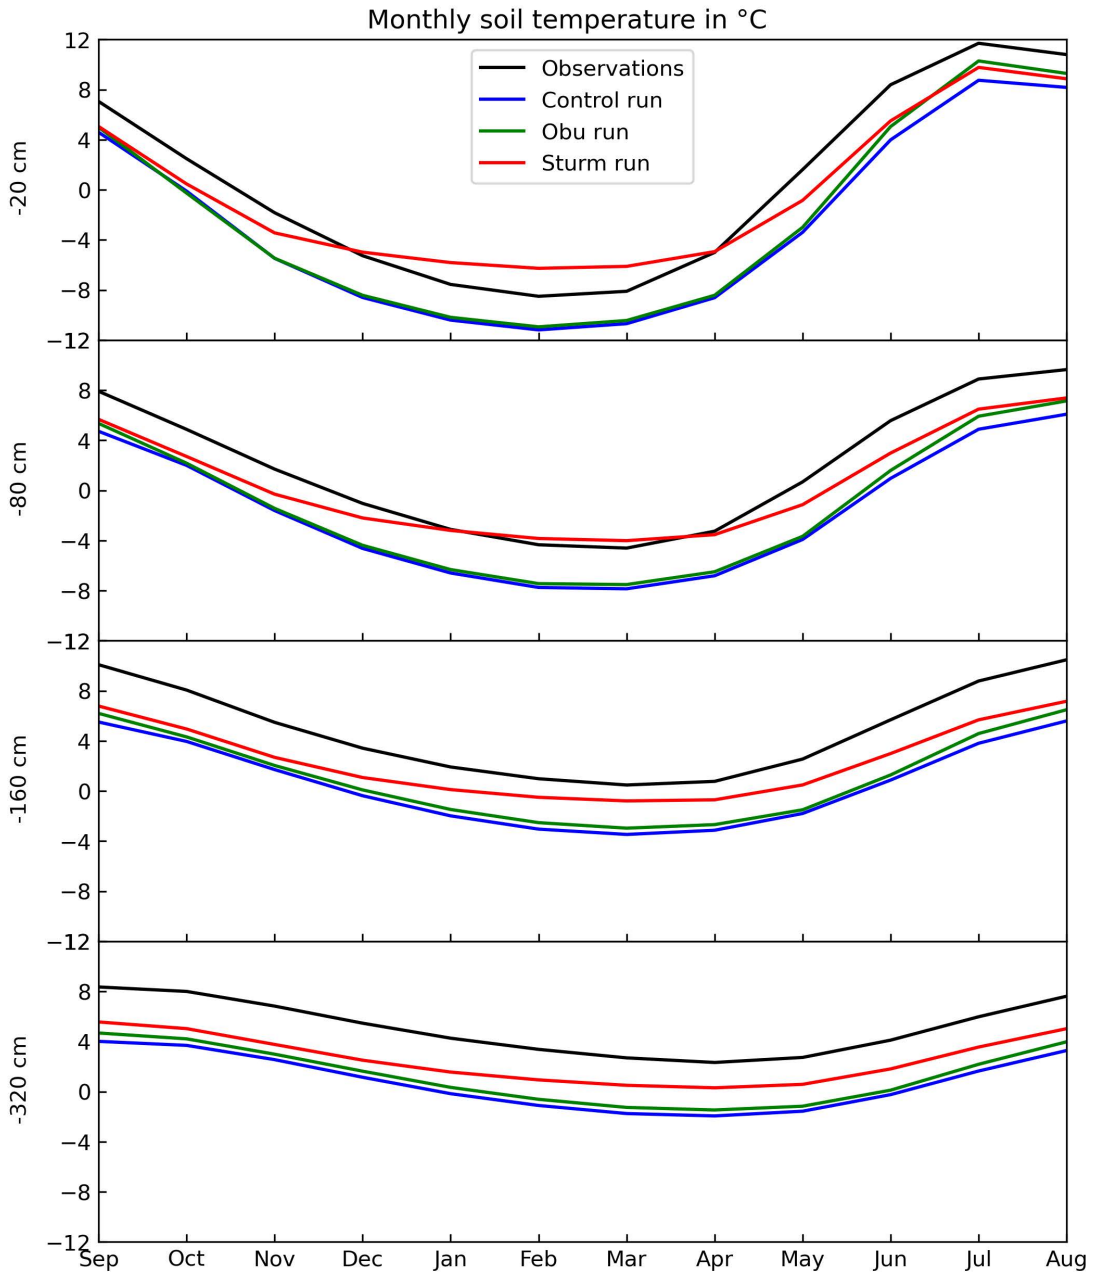 Monthly soil temperature in °C
Observations
Control run
Obu run
Sturm run
-20 cm
12
8
4
0
−4
−8
−12
-80 cm
8
4
0
−4
−8
−12
-160 cm
8
4
0
−4
−8
−12
-320 cm
8
4
0
−4
−8
−12
Sep Oct Nov Dec Jan Feb Mar Apr May Jun Jul Aug